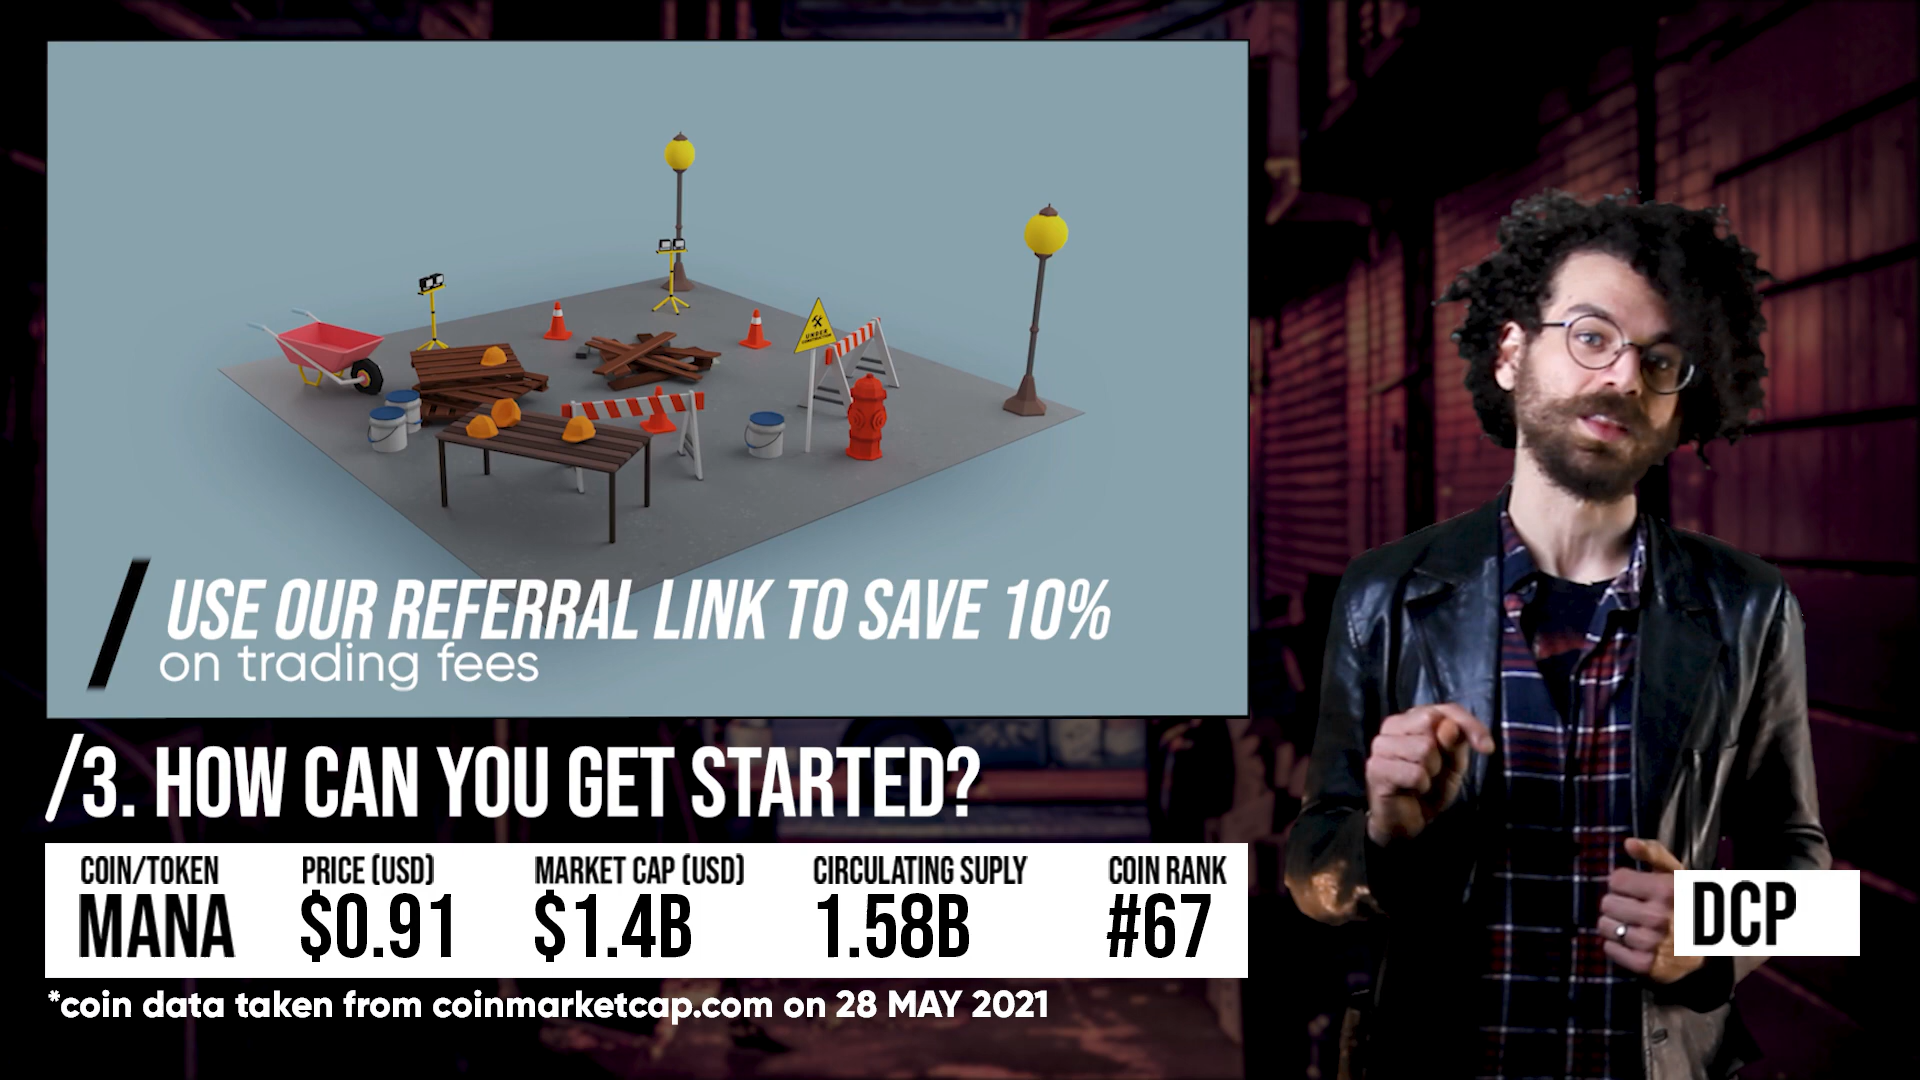 UNDER
CONSTRUCTION
USE OUR REFERRAL LINK TO SAVE 10%
on trading fees
/3. HOW CAN YOU GET STARTED?
COIN/TOKEN PRICE (USD) MARKET CAP (USD) CIRCULATING SUPLY COIN RANK
MANA $0.91 $1.4B 1.58B #67
DCP
*coin data taken from coinmarketcap.com on 28 MAY 2021